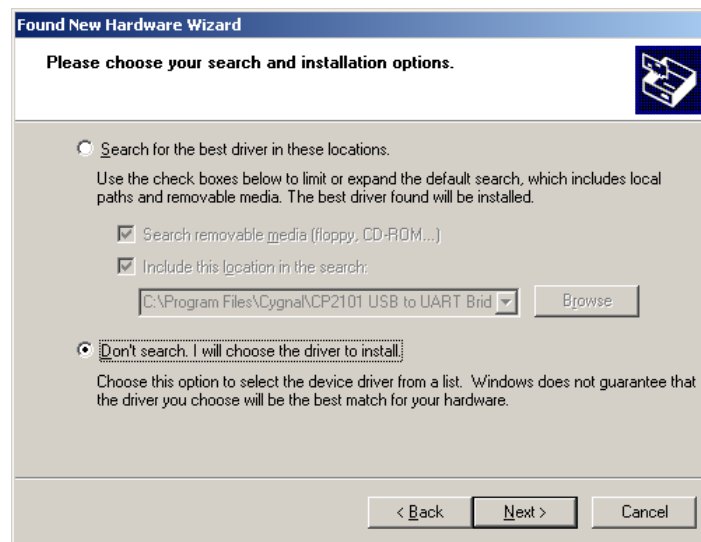 Found New Hardware Wizard
Please choose your search and installation options.
Search for the best driver in these locations.
Use the check boxes below to limit or expand the default search, which includes local
paths and removable media. The best driver found will be installed.
Search removable media (floppy, CD-ROM...)
Include this location in the search:
C:\Program Files\Cygnal\CP2101 USB to UART Brid
Browse
Don't search. I will choose the driver to install.
Choose this option to select the device driver from a list. Windows does not guarantee that
the driver you choose will be the best match for your hardware.
< Back Next > Cancel